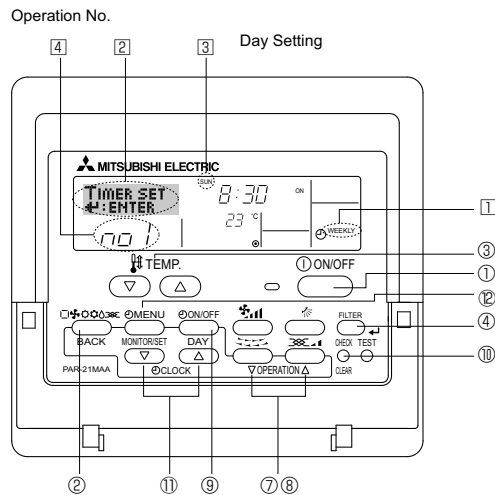 Operation No.
4 2 3 Day Setting
MITSUBISHI ELECTRIC
TIMER SET
↵:ENTER
SUN
8:30
ON
23 °C
WEEKLY
no 1
1
TEMP.
ON/OFF
③
①
⑫
④
⑩
MENU
ON/OFF
FILTER
BACK
MONITOR/SET
DAY
CHECK TEST
PAR-21MAA
CLOCK
▽ OPERATION △
CLEAR
② ⑪ ⑨ ⑦ ⑧